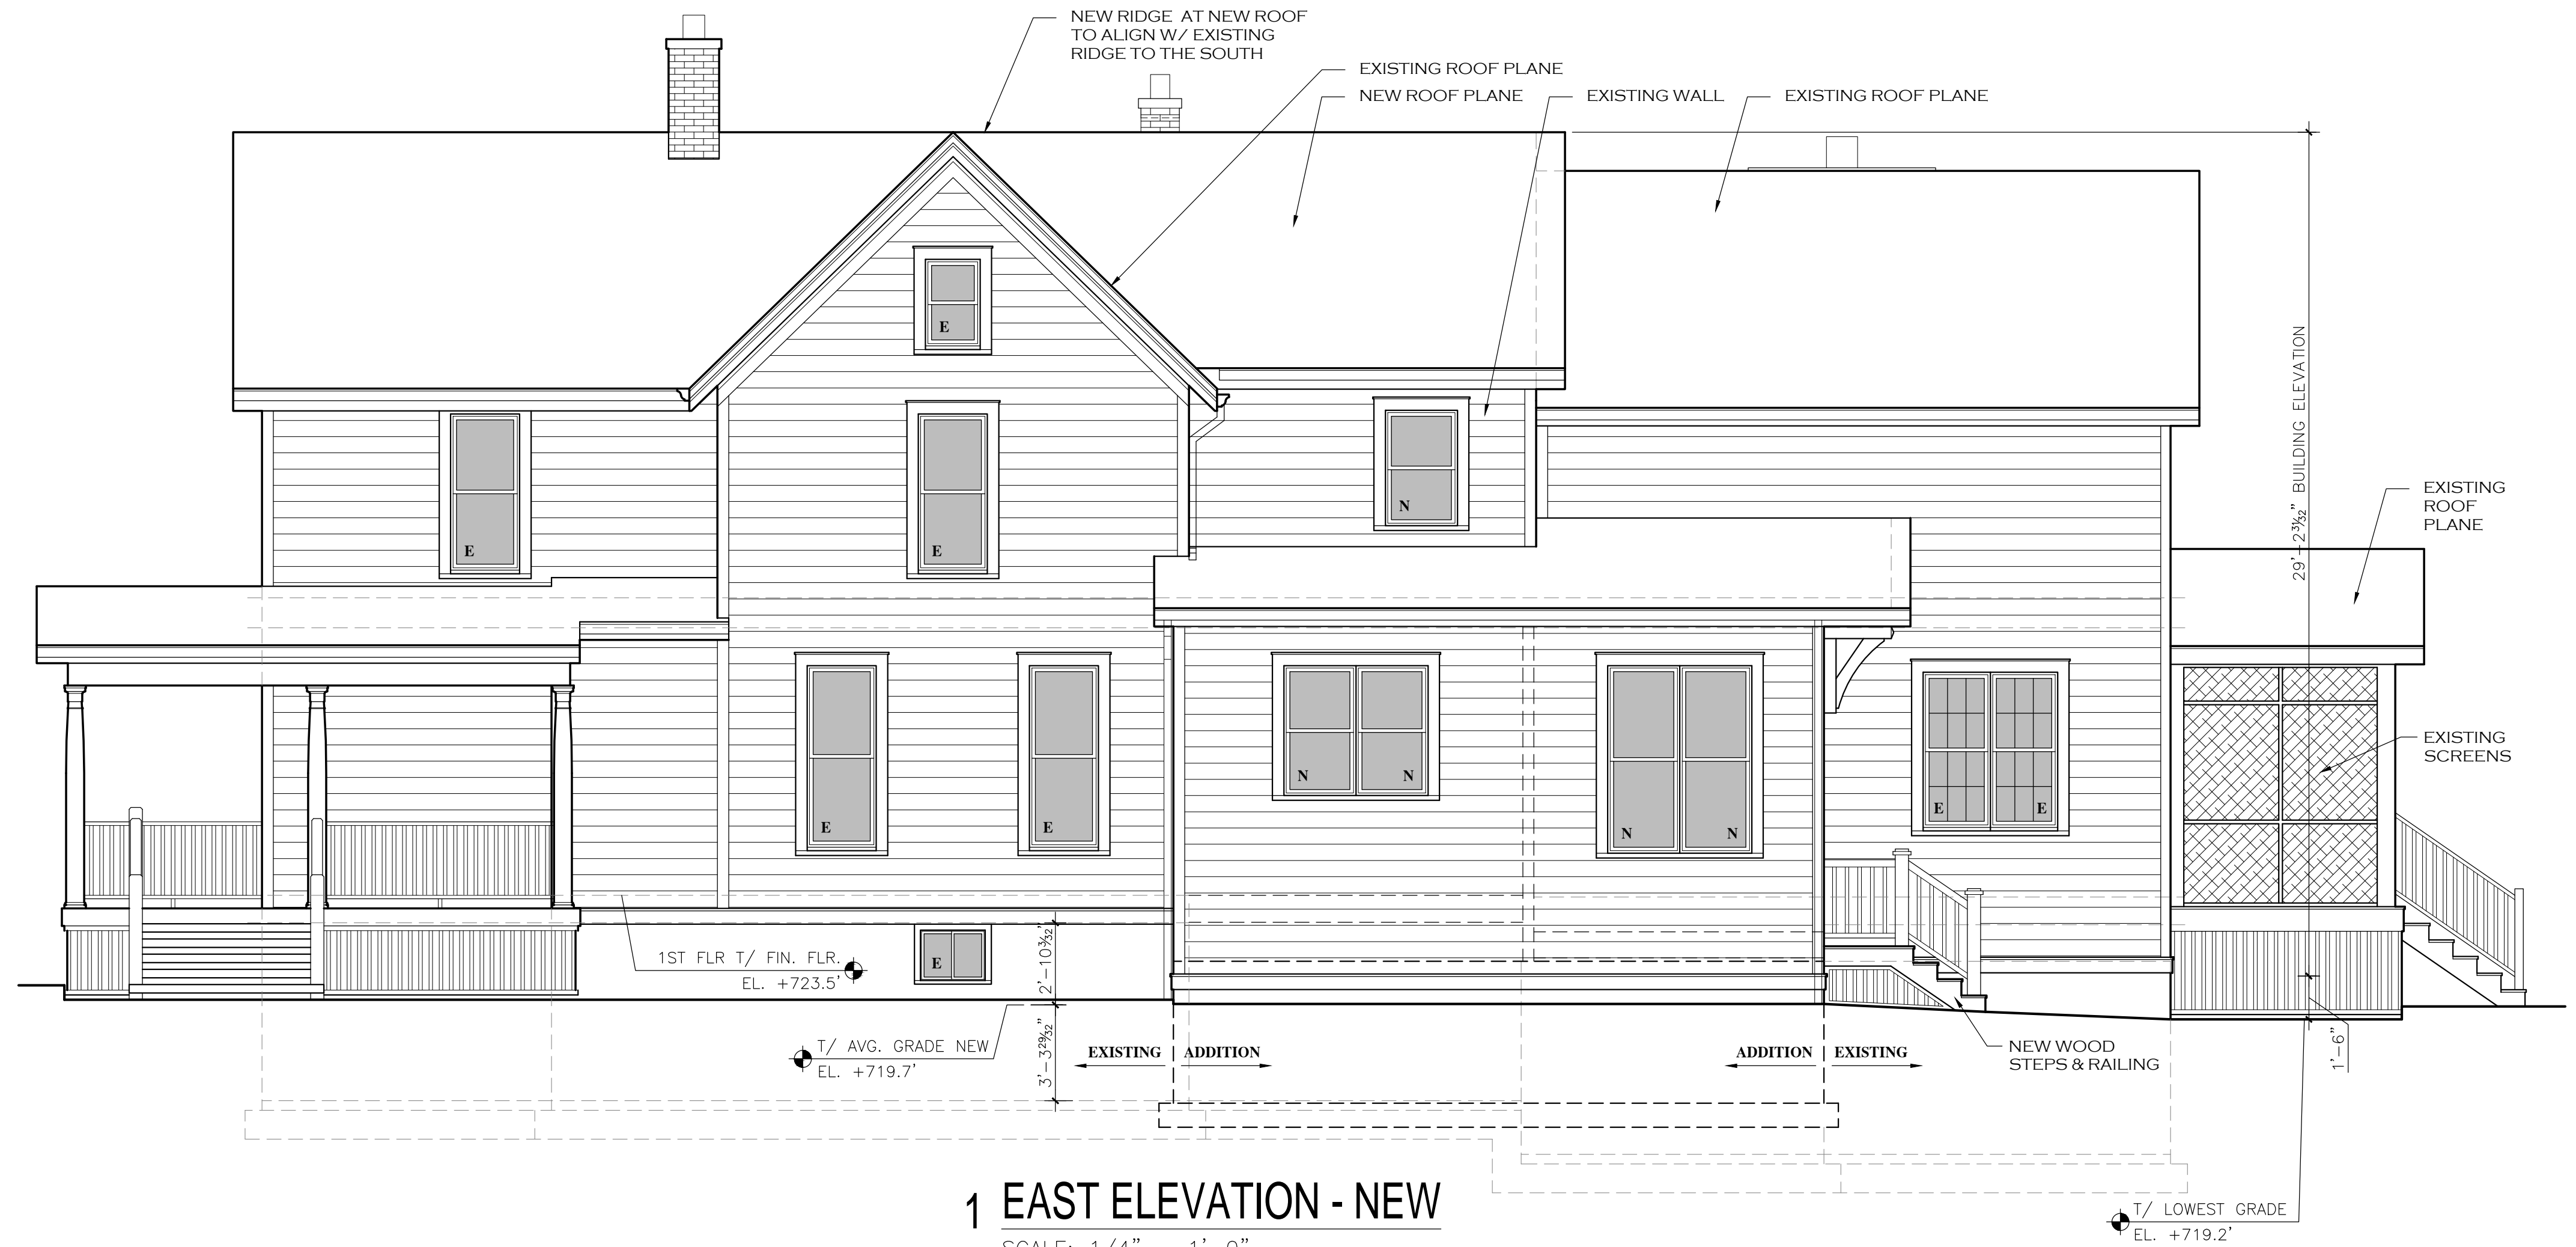 NEW RIDGE AT NEW ROOF
TO ALIGN W/ EXISTING
RIDGE TO THE SOUTH
EXISTING ROOF PLANE
NEW ROOF PLANE
EXISTING WALL
EXISTING ROOF PLANE
E
29'-2 31/32" BUILDING ELEVATION
EXISTING
ROOF
PLANE
N
E
E
EXISTING
SCREENS
N
N
E
E
N
N
E
E
1ST FLR T/ FIN. FLR.
EL. +723.5'
E
2'-10 3/32"
T/ AVG. GRADE NEW
EL. +719.7'
3'-3 29/32"
EXISTING
ADDITION
ADDITION
EXISTING
NEW WOOD
STEPS & RAILING
1'-6"
1 EAST ELEVATION - NEW
T/ LOWEST GRADE
EL. +719.2'